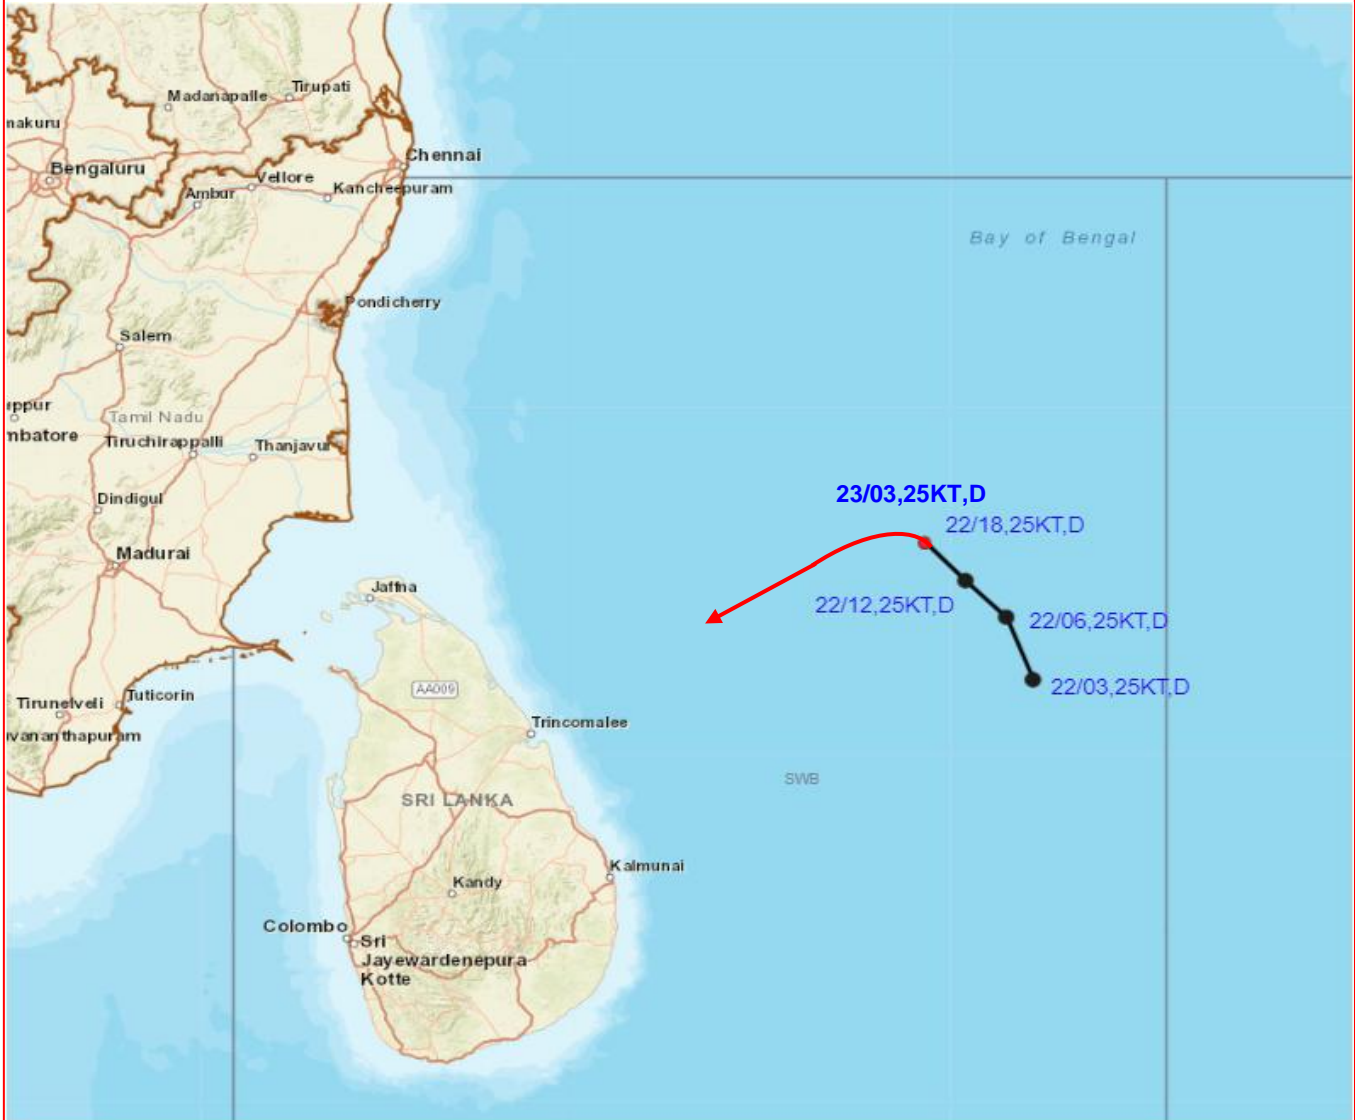 Tirupati
Madanapalle
makuru
Chennai
Bengaluru
Vellore
Kancheepuram
Ambur
Bay of Bengal
Pondicherry
Salem
ppur
Tamil Nadu
mbatore
Tiruchirappalli
Thanjavur
Dindigul
23/03,25KT,D
22/18,25KT,D
Madurai
Jaffna
22/12,25KT,D
22/06,25KT,D
AA009
22/03,25KT,D
Tuticorin
Tirunelveli
Trincomalee
vananthapuram
SWB
SRI LANKA
Kalmunai
Kandy
Colombo
Sri
Jayewardenepura
Kotte